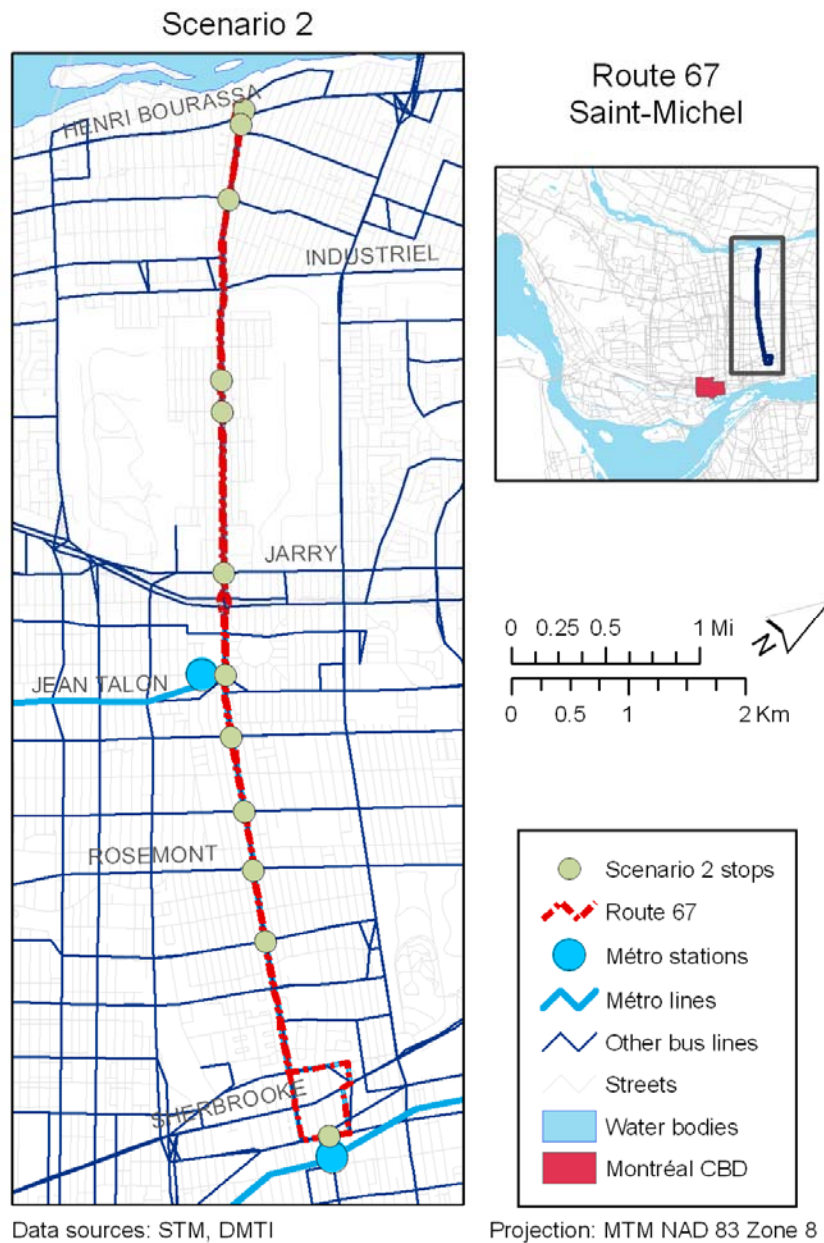 Scenario 2
HENRI BOURASSA
INDUSTRIEL
JARRY
JEAN TALON
ROSEMONT
SHERBROOKE
Data sources: STM, DMTI
Route 67
Saint-Michel
0 0.25 0.5 1 Mi
0 0.5 1 2 Km
N
Scenario 2 stops
Route 67
Métro stations
Métro lines
Other bus lines
Streets
Water bodies
Montréal CBD
Projection: MTM NAD 83 Zone 8